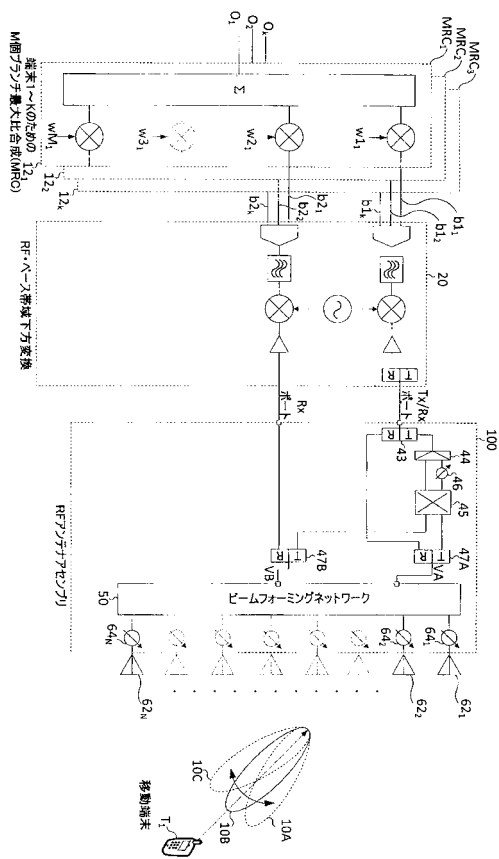 MRC₃
MRC₂
MRC₁
Oₖ
O₂
O₁
Σ
w1₁
w2₁
w3₁
wM₁
端末1～Kのための
M個ブランチ最大比合成(MRC)
12₁
12₂
12ₖ
b1₁
b1₂
b1ₖ
b2₁
b2₂
b2ₖ
20
RF・ベース帯域下方変換
T R
Tx/Rx
ポート
Rx
ポート
100
T R
43
44
46
45
T R
47A
T R
47B
VA
VB
RFアンテナアセンブリ
ビームフォーミングネットワーク
50
64₁
64₂
64N
62₁
62₂
62N
10A
10B
10C
T₁
移動端末